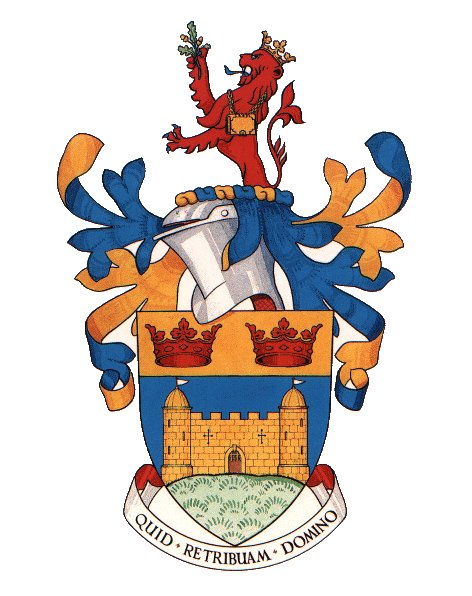 QUID • RETRIBUAM • DOMINO